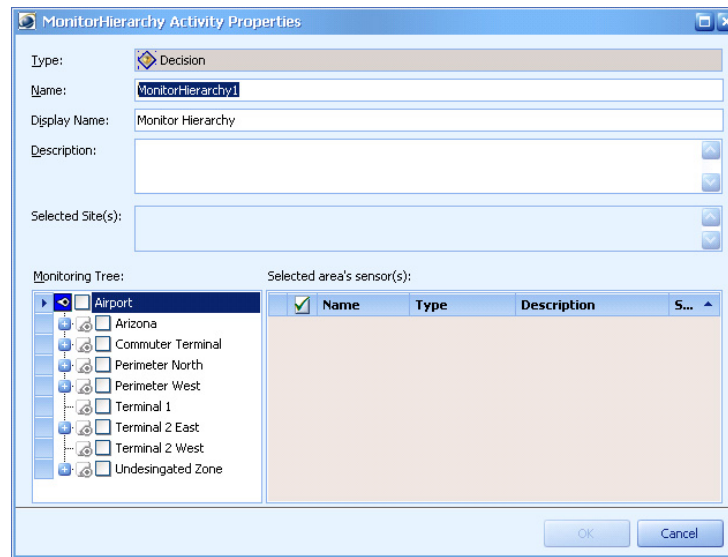 MonitorHierarchy Activity Properties
Type: Decision
Name: MonitorHierarchy1
Display Name: Monitor Hierarchy
Description:
Selected Site(s):
Monitoring Tree: Selected area's sensor(s):
Airport Name Type Description S...
Arizona
Commuter Terminal
Perimeter North
Perimeter West
Terminal 1
Terminal 2 East
Terminal 2 West
Undesingated Zone
OK Cancel